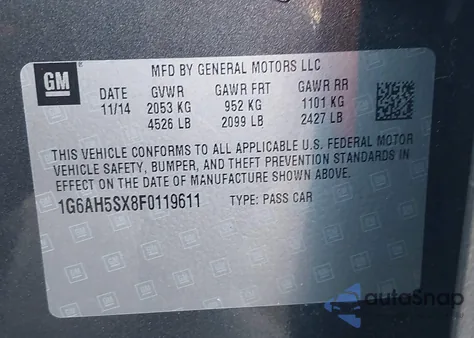 GM
MFD BY GENERAL MOTORS LLC
DATE GVWR GAWR FRT GAWR RR
11/14 2053 KG 952 KG 1101 KG
4526 LB 2099 LB 2427 LB
THIS VEHICLE CONFORMS TO ALL APPLICABLE U.S. FEDERAL MOTOR
VEHICLE SAFETY, BUMPER, AND THEFT PREVENTION STANDARDS IN
EFFECT ON THE DATE OF MANUFACTURE SHOWN ABOVE.
1G6AH5SX8F0119611 TYPE: PASS CAR
autoSnap